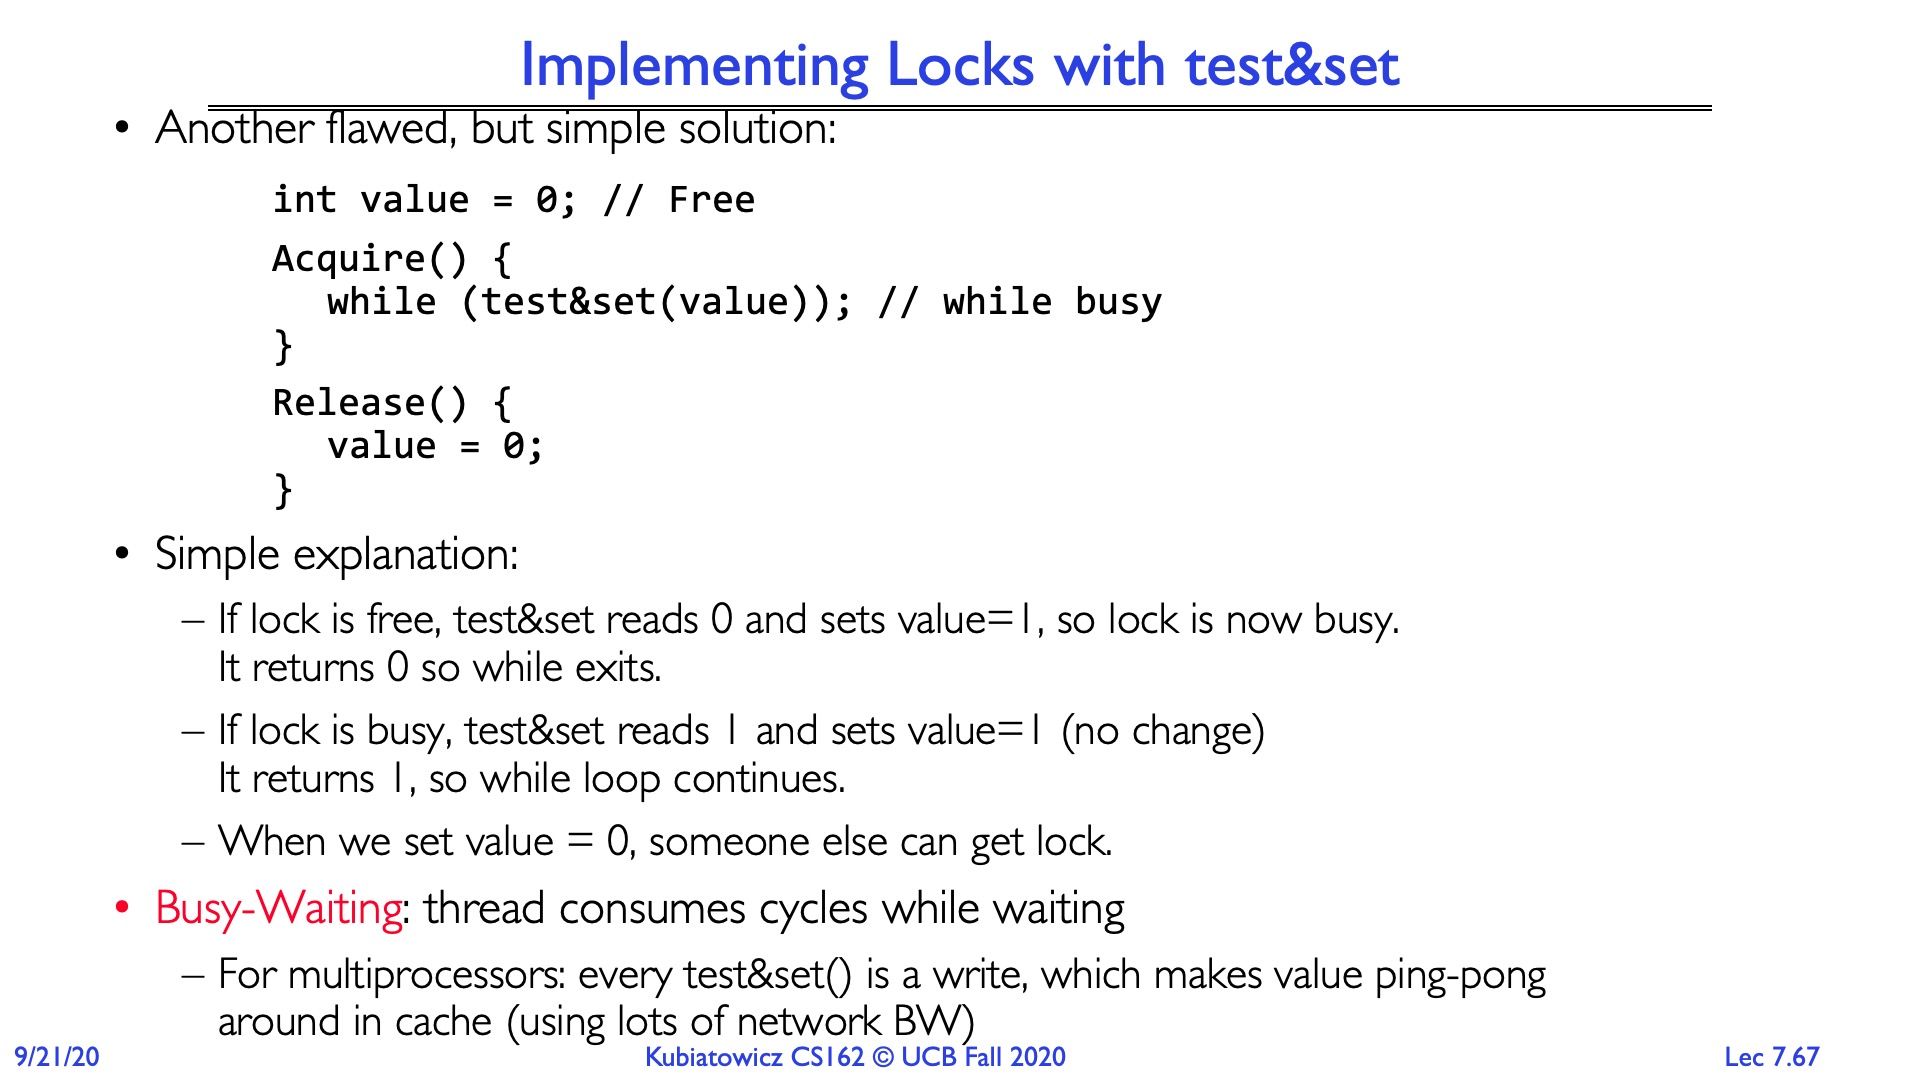 Implementing Locks with test&set
• Another flawed, but simple solution:
int value = 0; // Free
Acquire() {
while (test&set(value)); // while busy
}
Release() {
value = 0;
}
• Simple explanation:
– If lock is free, test&set reads 0 and sets value=1, so lock is now busy.
It returns 0 so while exits.
– If lock is busy, test&set reads 1 and sets value=1 (no change)
It returns 1, so while loop continues.
– When we set value = 0, someone else can get lock.
• Busy-Waiting: thread consumes cycles while waiting
– For multiprocessors: every test&set() is a write, which makes value ping-pong
around in cache (using lots of network BW)
9/21/20 Kubiatowicz CS162 © UCB Fall 2020 Lec 7.67